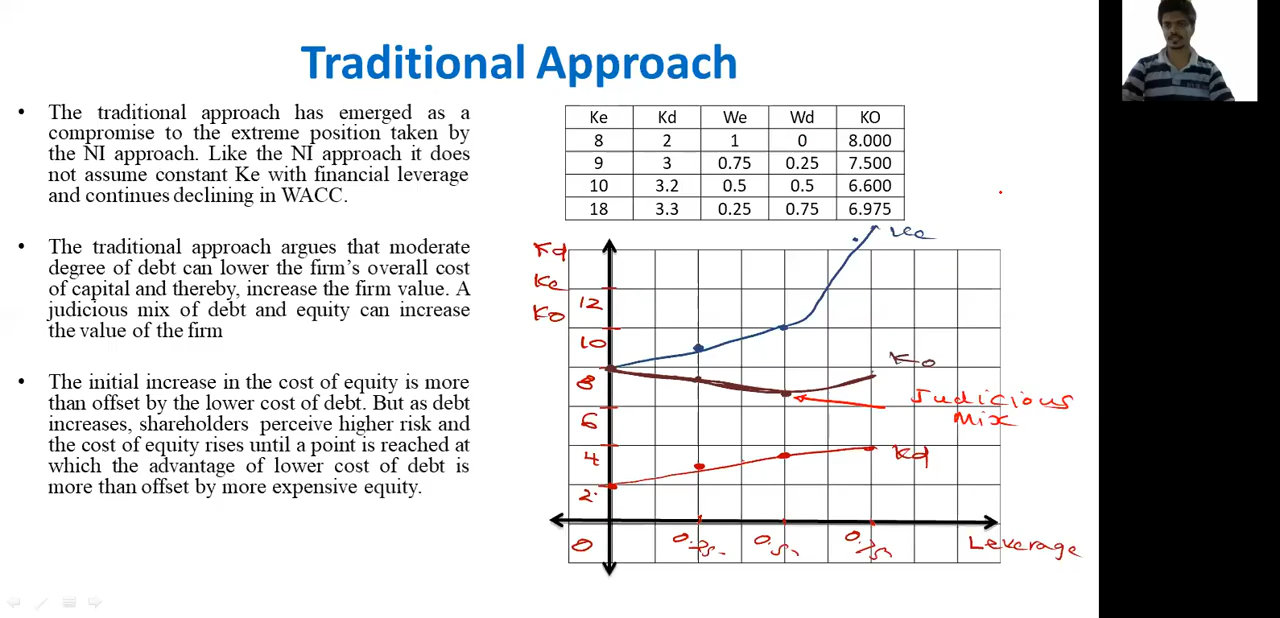 Traditional Approach
• The traditional approach has emerged as a
compromise to the extreme position taken by
the NI approach. Like the NI approach it does
not assume constant Ke with financial leverage
and continues declining in WACC.
• The traditional approach argues that moderate
degree of debt can lower the firm's overall cost
of capital and thereby, increase the firm value. A
judicious mix of debt and equity can increase
the value of the firm
• The initial increase in the cost of equity is more
than offset by the lower cost of debt. But as debt
increases, shareholders perceive higher risk and
the cost of equity rises until a point is reached at
which the advantage of lower cost of debt is
more than offset by more expensive equity.
Ke Kd We Wd KO
8 2 1 0 8.000
9 3 0.75 0.25 7.500
10 3.2 0.5 0.5 6.600
18 3.3 0.25 0.75 6.975
Kd
Ke
Ko
12
10
8
6
4
2
0
Ko
Judicious
Mix
Kd
0.25
0.5
0.75
Leverage